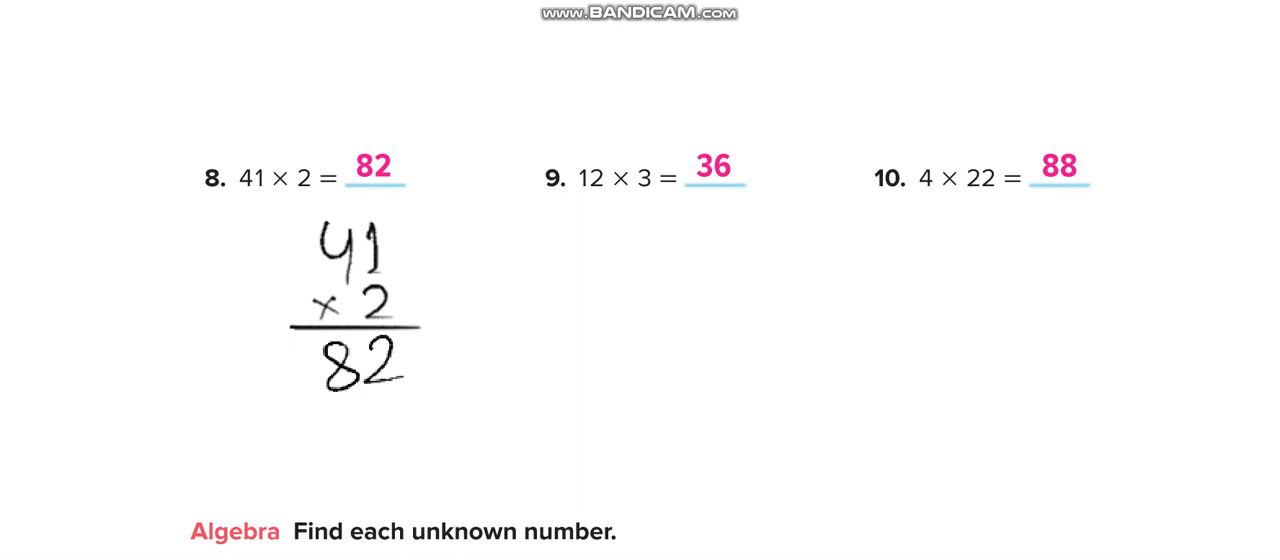 www.BANDICAM.com
8. 41 × 2 = 82
9. 12 × 3 = 36
10. 4 × 22 = 88
41
× 2
82
Algebra Find each unknown number.